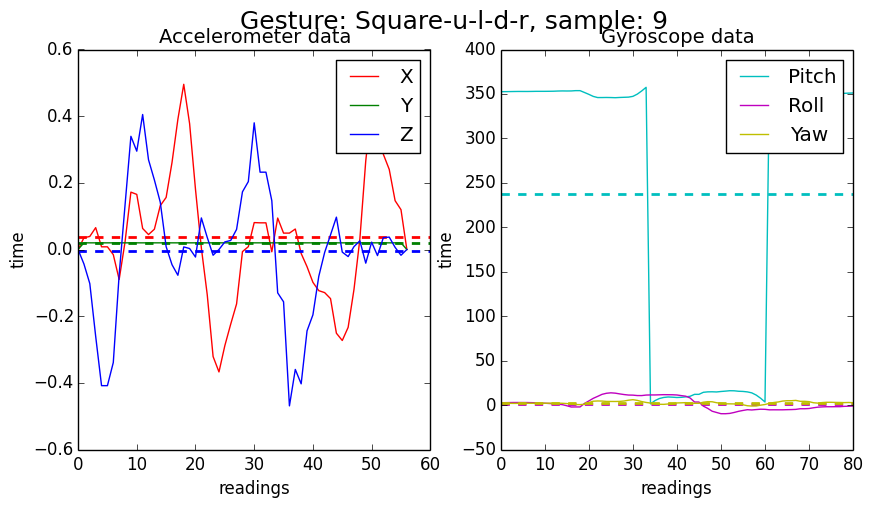 Gesture: Square-u-l-d-r, sample: 9
Accelerometer data
0.6
0.4
0.2
0.0
−0.2
−0.4
−0.6
time
0 10 20 30 40 50 60
readings
X
Y
Z
Gyroscope data
400
350
300
250
200
150
100
50
0
−50
time
0 10 20 30 40 50 60 70 80
readings
Pitch
Roll
Yaw